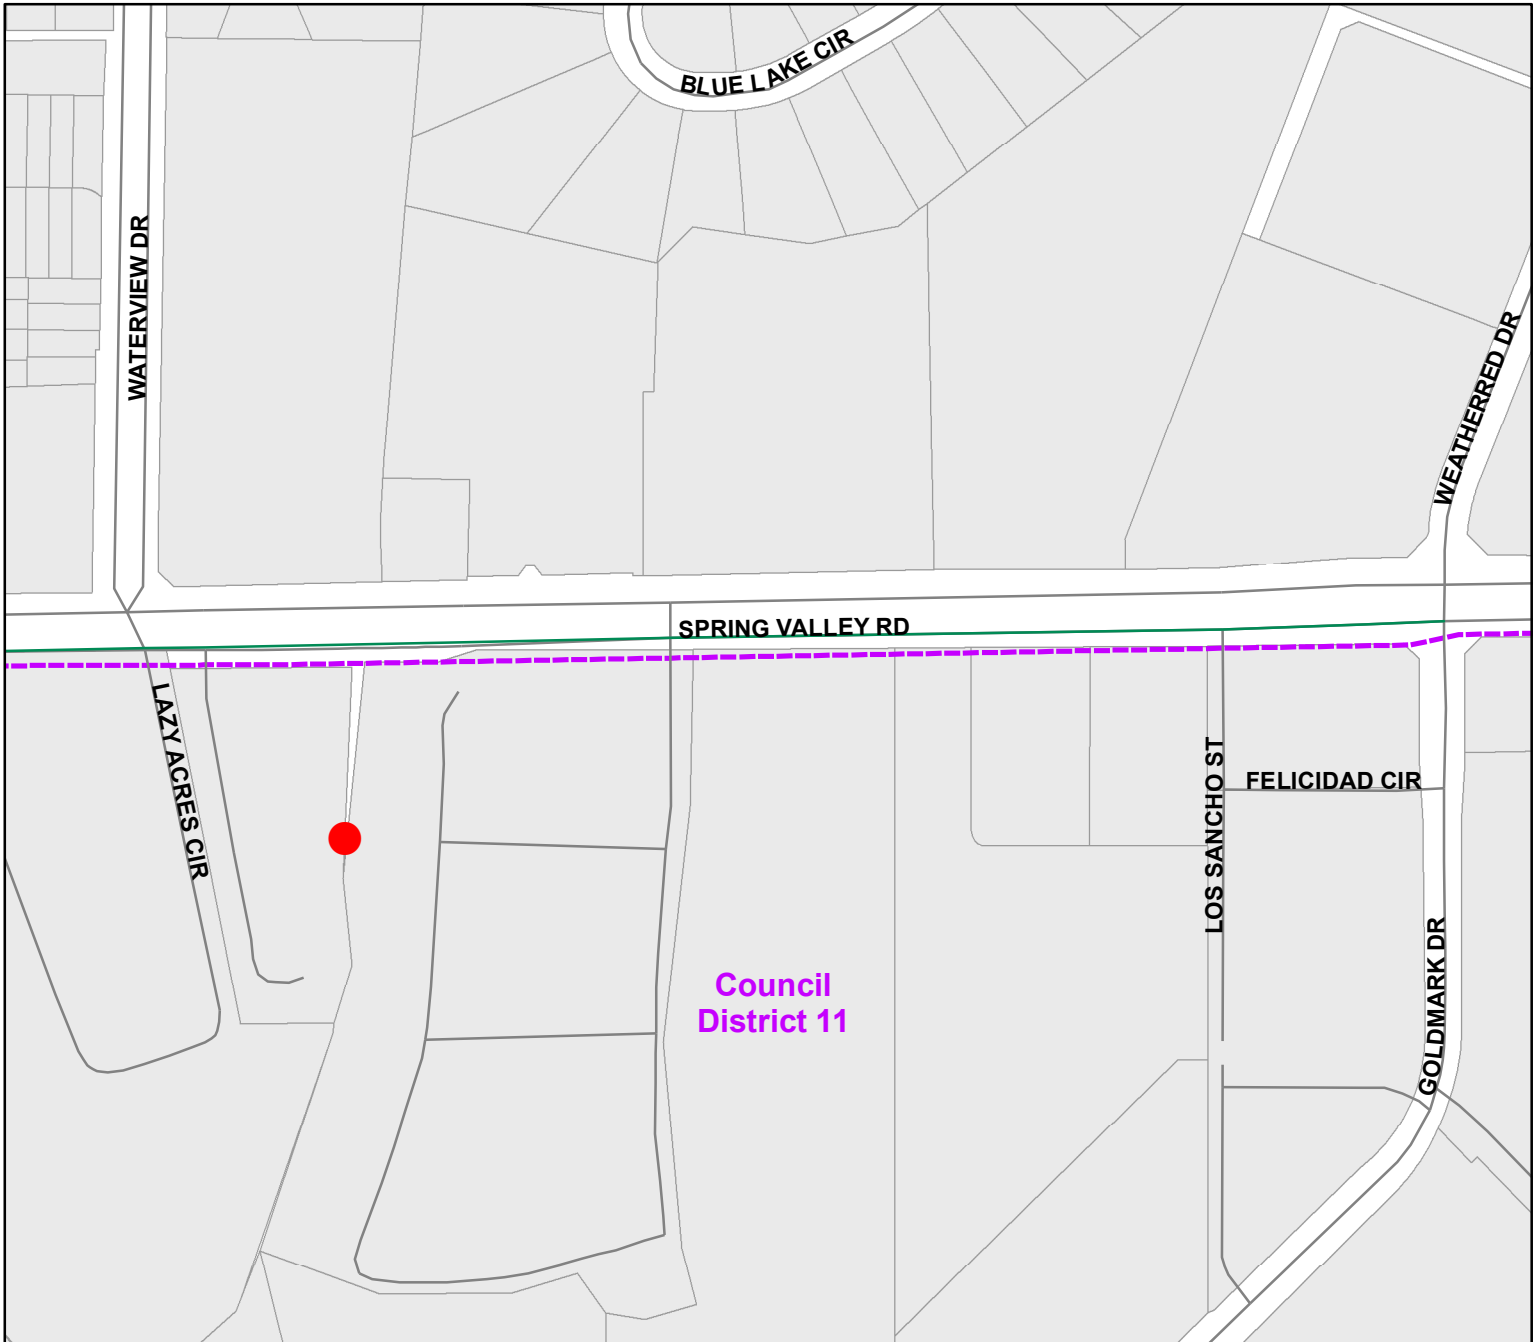 BLUE LAKE CIR
WATERVIEW DR
WEATHERRED DR
SPRING VALLEY RD
LAZY ACRES CIR
LOS SANCHO ST
FELICIDAD CIR
GOLDMARK DR
Council
District 11